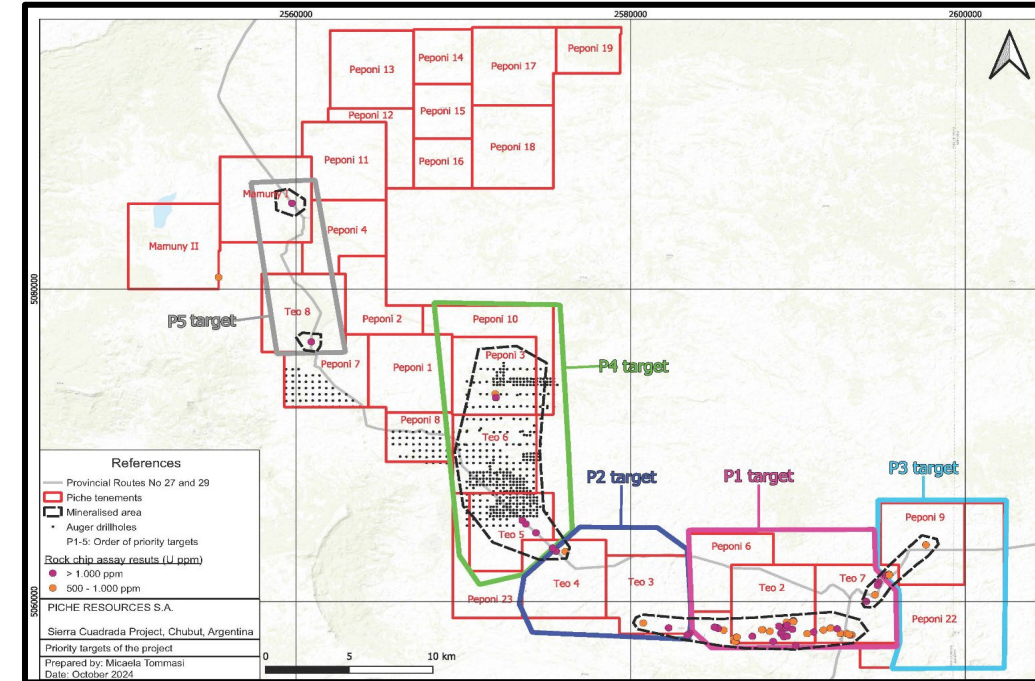 2560000
2580000
2600000
5080000
5060000
Peponi 19
Peponi 14
Peponi 13
Peponi 17
Peponi 12
Peponi 15
Peponi 11
Peponi 16
Peponi 18
Mamuny
Peponi 4
Mamuny II
Teo 8
P5 target
Peponi 2
Peponi 10
Peponi 7
Peponi 1
Peponi 3
P4 target
Peponi 8
Teo 6
P2 target
P1 target
P3 target
Peponi 9
Teo 5
Peponi 6
Teo 4
Teo 3
Teo 2
Teo 7
Peponi 23
Peponi 22
References
Provincial Routes No 27 and 29
Piche tenements
Mineralised area
Auger drillholes
P1-5: Order of priority targets
Rock chip assay resuts (U ppm)
> 1.000 ppm
500 - 1.000 ppm
PICHE RESOURCES S.A.
Sierra Cuadrada Project, Chubut, Argentina
Priority targets of the project
Prepared by: Micaela Tommasi
Date: October 2024
0 5 10 km